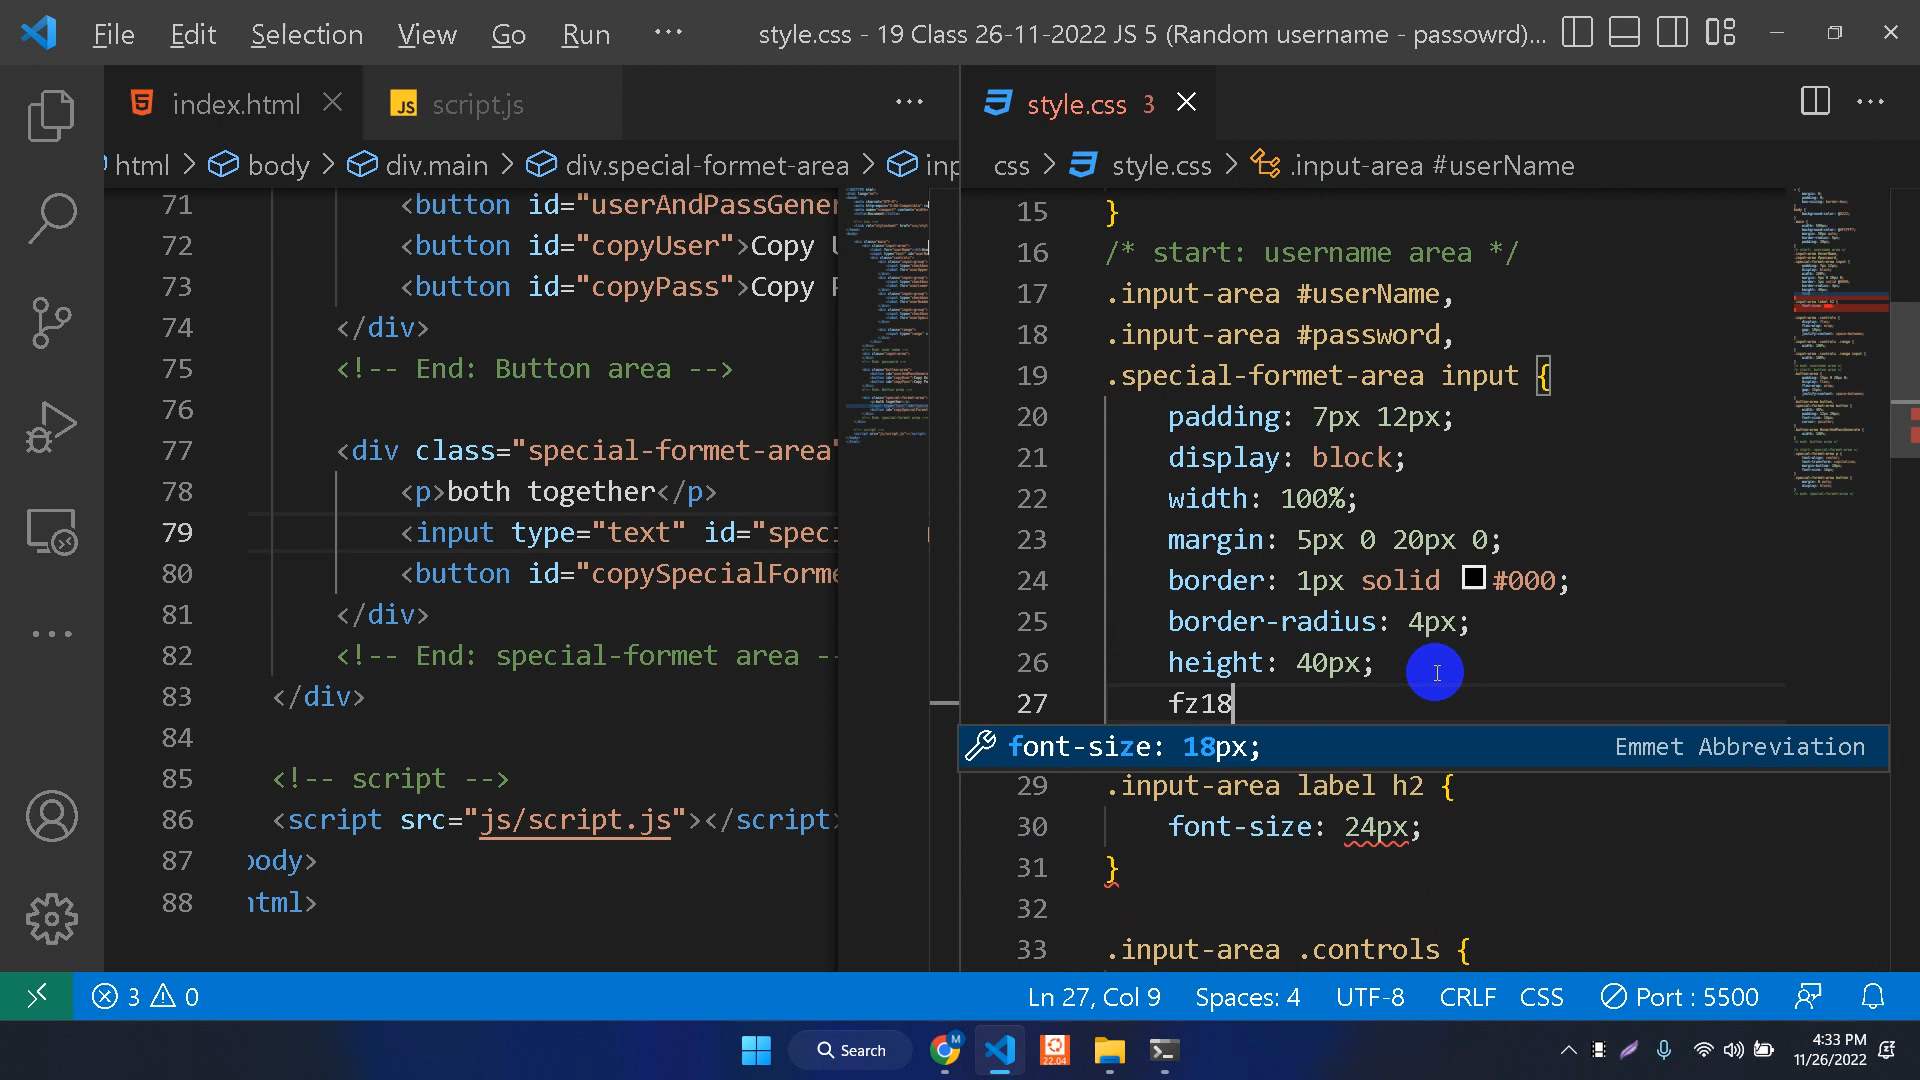 File Edit Selection View Go Run ··· style.css - 19 Class 26-11-2022 JS 5 (Random username - passowrd)...
index.html JS script.js ···
style.css 3 ···
html > body > div.main > div.special-formet-area > inp
css > style.css > .input-area #userName
71 <button id="userAndPassGener
72 <button id="copyUser">Copy U
73 <button id="copyPass">Copy P
74 </div>
75 <!-- End: Button area -->
76
77 <div class="special-formet-area"
78 <p>both together</p>
79 <input type="text" id="speci
80 <button id="copySpecialForme
81 </div>
82 <!-- End: special-formet area --
83 </div>
84
85 <!-- script -->
86 <script src="js/script.js"></script>
87 body>
88 html>
15 }
16 /* start: username area */
17 .input-area #userName,
18 .input-area #password,
19 .special-formet-area input {
20 padding: 7px 12px;
21 display: block;
22 width: 100%;
23 margin: 5px 0 20px 0;
24 border: 1px solid #000;
25 border-radius: 4px;
26 height: 40px;
27 fz18
font-size: 18px; Emmet Abbreviation
29 .input-area label h2 {
30 font-size: 24px;
31 }
32
33 .input-area .controls {
3 0 Ln 27, Col 9 Spaces: 4 UTF-8 CRLF CSS Port : 5500
Search M 22.04
4:33 PM
11/26/2022